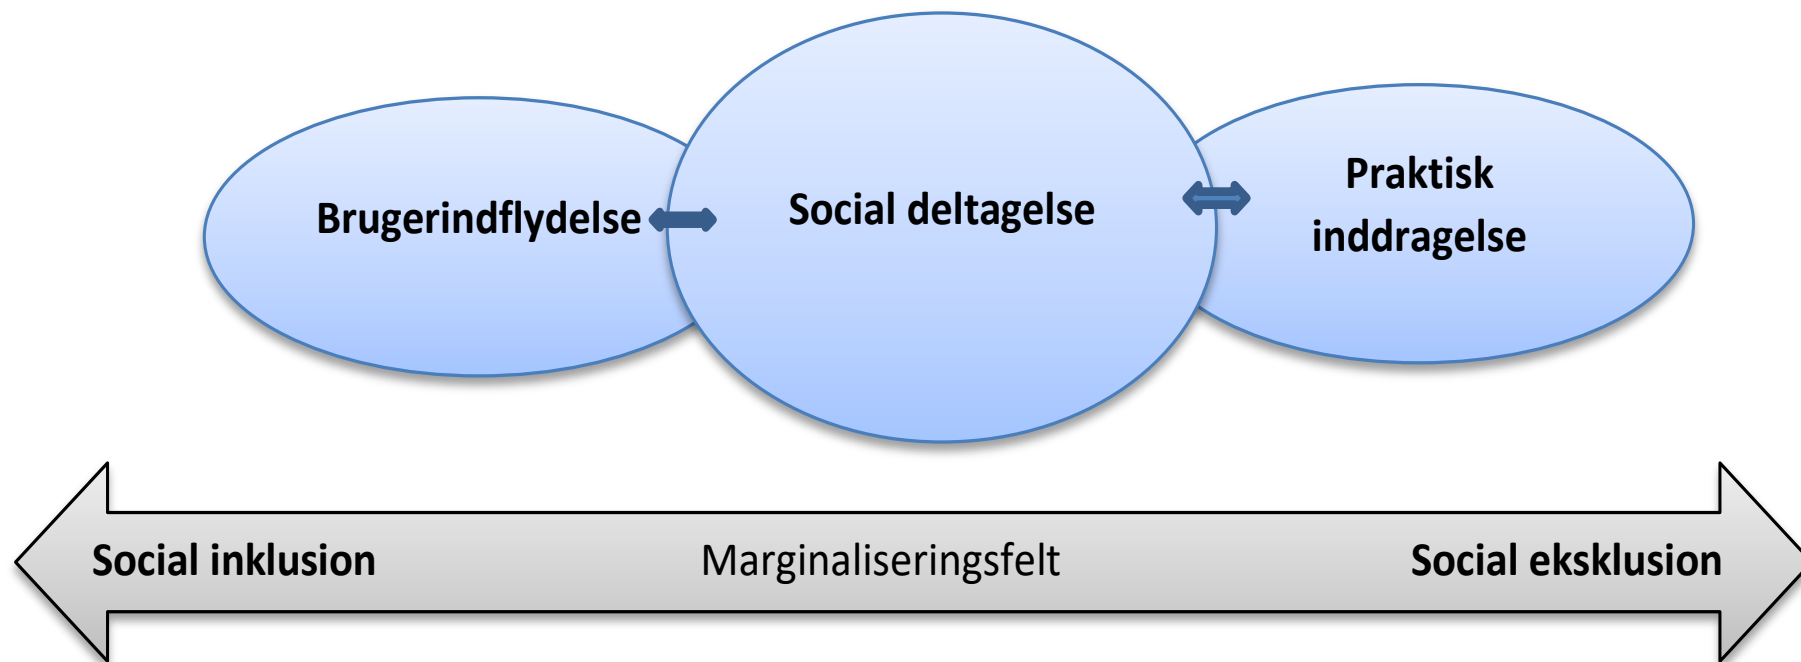 Brugerindflydelse
Social deltagelse
Praktisk
inddragelse
Social inklusion
Marginaliseringsfelt
Social eksklusion